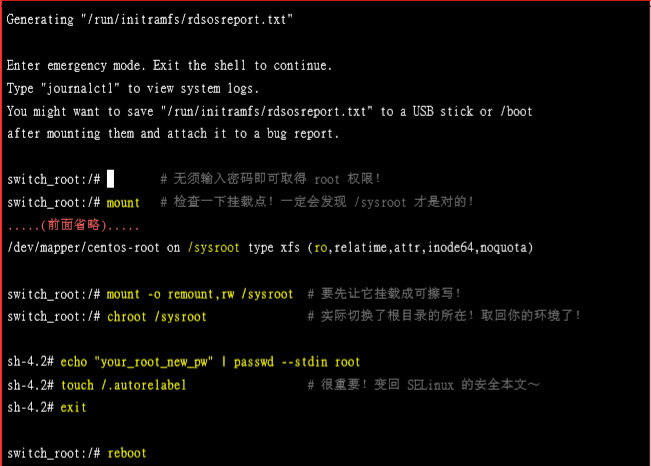 Generating "/run/initramfs/rdsosreport.txt"
Enter emergency mode. Exit the shell to continue.
Type "journalctl" to view system logs.
You might want to save "/run/initramfs/rdsosreport.txt" to a USB stick or /boot
after mounting them and attach it to a bug report.
switch_root:/# # 无须输入密码即可取得 root 权限！
switch_root:/# mount # 检查一下挂载点！一定会发现 /sysroot 才是对的！
.....(前面省略).....
/dev/mapper/centos-root on /sysroot type xfs (ro,relatime,attr,inode64,noquota)
switch_root:/# mount -o remount,rw /sysroot # 要先让它挂载成可擦写！
switch_root:/# chroot /sysroot # 实际切换了根目录的所在！取回你的环境了！
sh-4.2# echo "your_root_new_pw" | passwd --stdin root
sh-4.2# touch /.autorelabel # 很重要！变回 SELinux 的安全本文～
sh-4.2# exit
switch_root:/# reboot